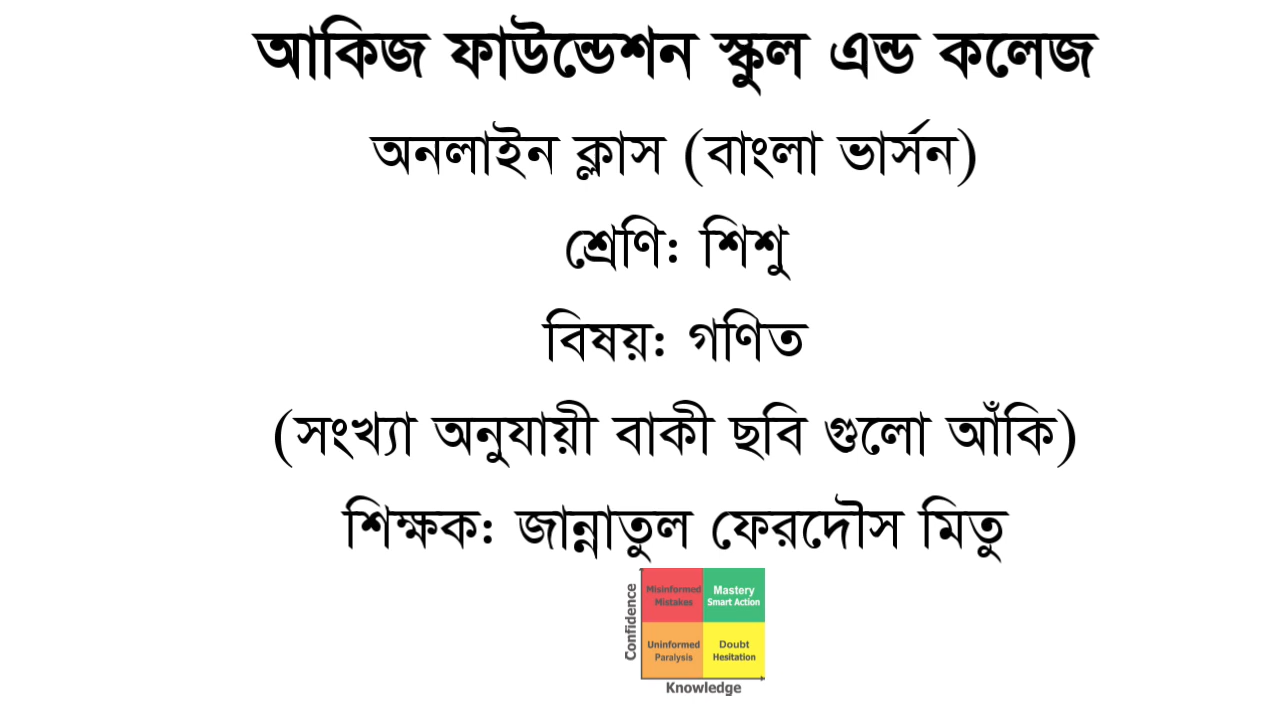 আকিজ ফাউন্ডেশন স্কুল এন্ড কলেজ
অনলাইন ক্লাস (বাংলা ভার্সন)
শ্রেণি: শিশু
বিষয়: গণিত
(সংখ্যা অনুযায়ী বাকী ছবি গুলো আঁকি)
শিক্ষক: জান্নাতুল ফেরদৌস মিতু
Confidence
Misinformed
Mistakes
Mastery
Smart Action
Uninformed
Paralysis
Doubt
Hesitation
Knowledge